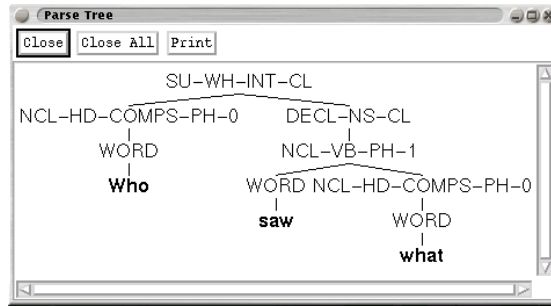 Parse Tree
Close Close All Print
SU-WH-INT-CL
NCL-HD-COMPS-PH-0 DECL-NS-CL
WORD NCL-VB-PH-1
Who WORD NCL-HD-COMPS-PH-0
saw WORD
what